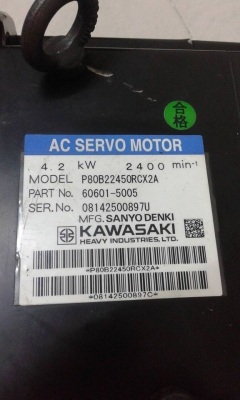 合格
AC SERVO MOTOR
4.2 kW 2400 min-1
MODEL P80B22450RCX2A
PART No. 60601-5005
SER.No. 08142500897U
MFG. SANYO DENKI
KAWASAKI
HEAVY INDUSTRIES, LTD.
*P80B22450RCX2A*
*08142500897C*